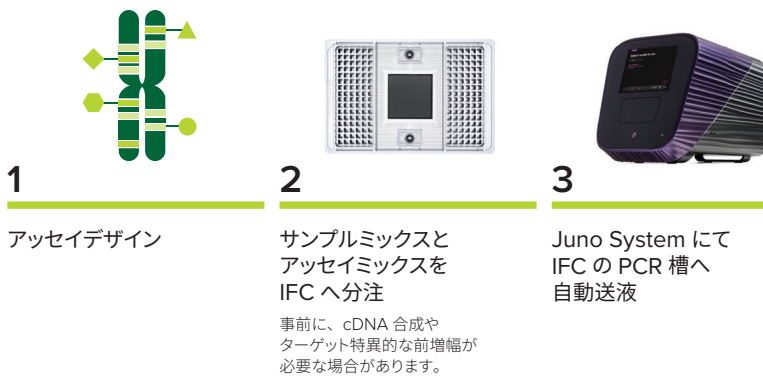 1
アッセイデザイン
2
サンプルミックスと
アッセイミックスを
IFC へ分注
事前に、cDNA 合成や
ターゲット特異的な前増幅が
必要な場合があります。
3
Juno System にて
IFC の PCR 槽へ
自動送液